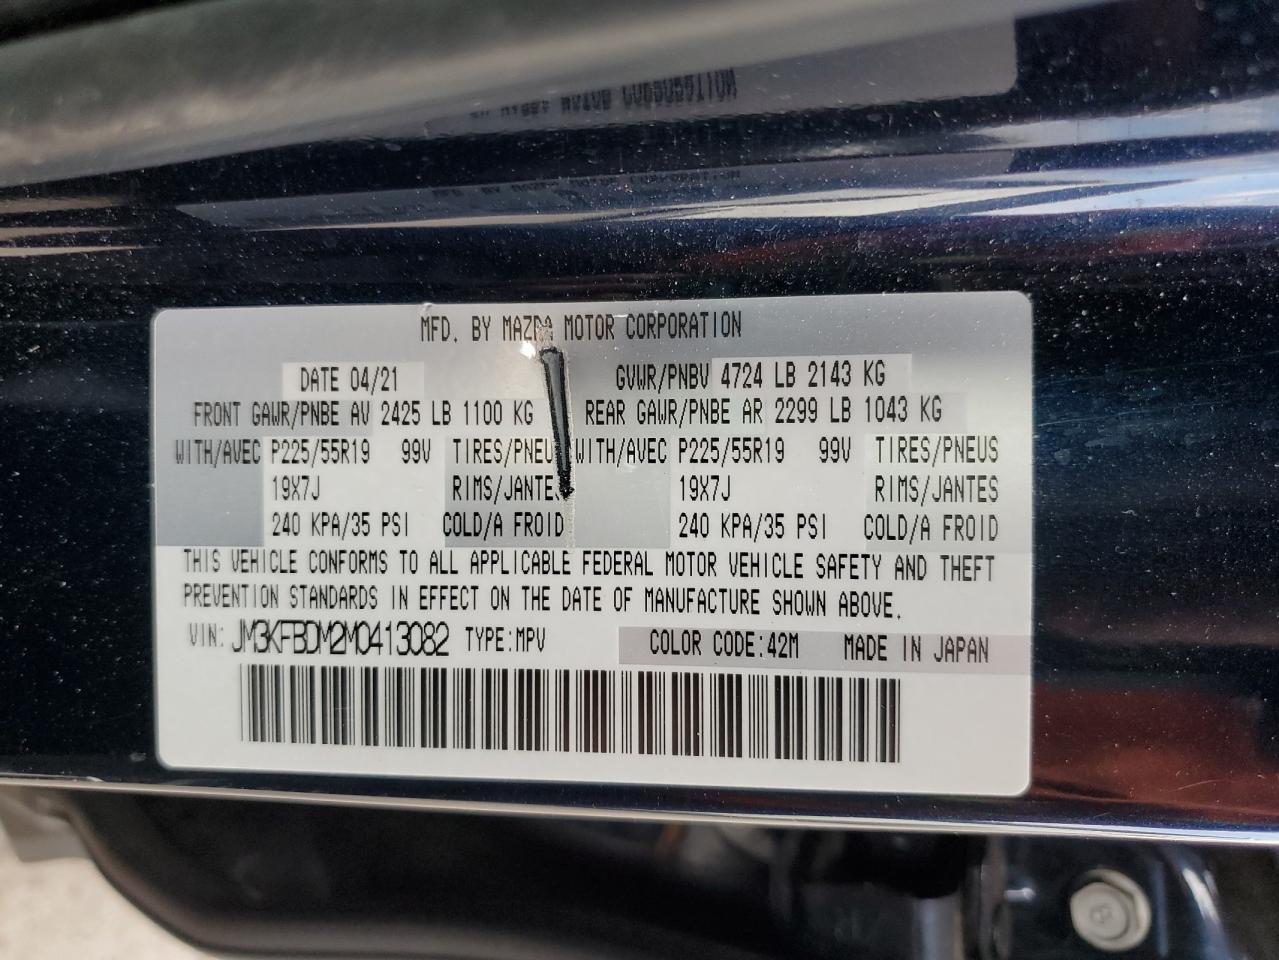 MFD. BY MAZDA MOTOR CORPORATION
DATE 04/21 GVWR/PNBV 4724 LB 2143 KG
FRONT GAWR/PNBE AV 2425 LB 1100 KG REAR GAWR/PNBE AR 2299 LB 1043 KG
WITH/AVEC P225/55R19 99V TIRES/PNEUS WITH/AVEC P225/55R19 99V TIRES/PNEUS
19X7J RIMS/JANTES 19X7J RIMS/JANTES
240 KPA/35 PSI COLD/A FROID 240 KPA/35 PSI COLD/A FROID
THIS VEHICLE CONFORMS TO ALL APPLICABLE FEDERAL MOTOR VEHICLE SAFETY AND THEFT
PREVENTION STANDARDS IN EFFECT ON THE DATE OF MANUFACTURE SHOWN ABOVE.
VIN: JM3KFBDM2M0413082 TYPE:MPV COLOR CODE:42M MADE IN JAPAN